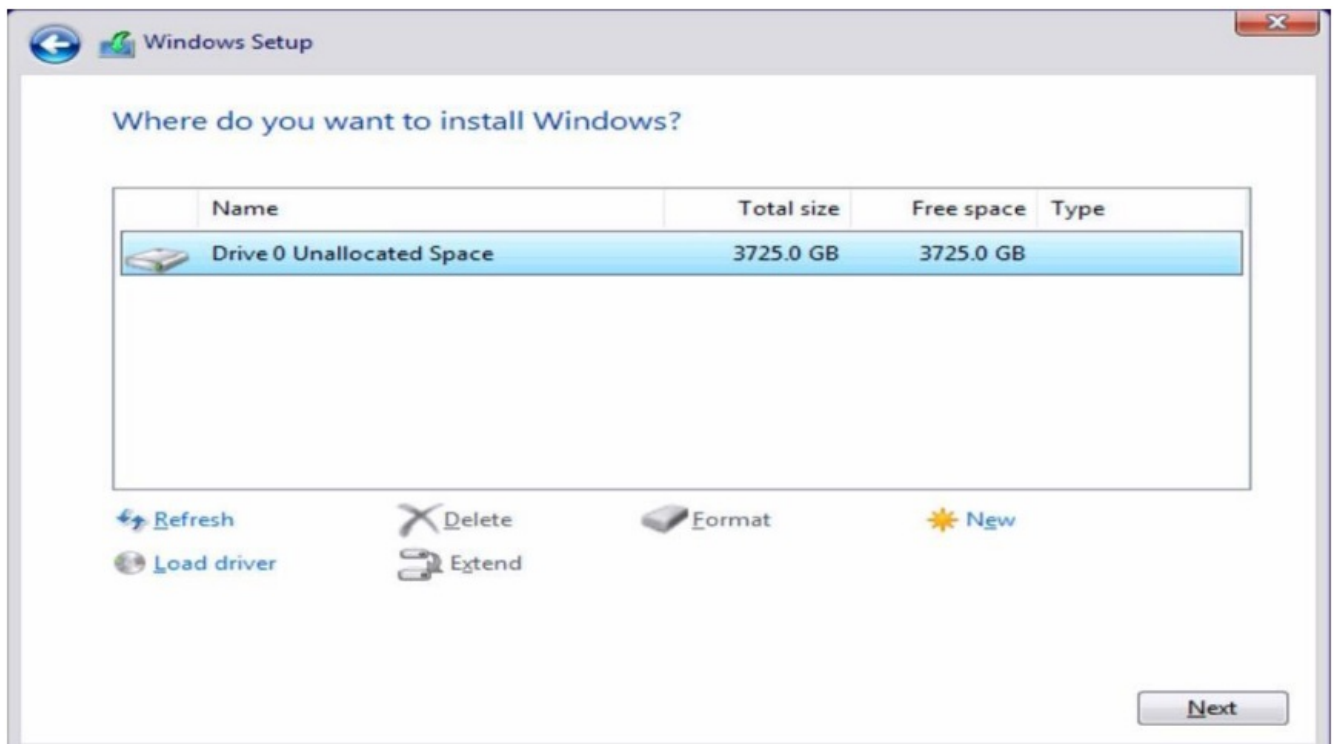 Windows Setup
Where do you want to install Windows?
Name Total size Free space Type
Drive 0 Unallocated Space 3725.0 GB 3725.0 GB
Refresh Delete Format New
Load driver Extend
Next